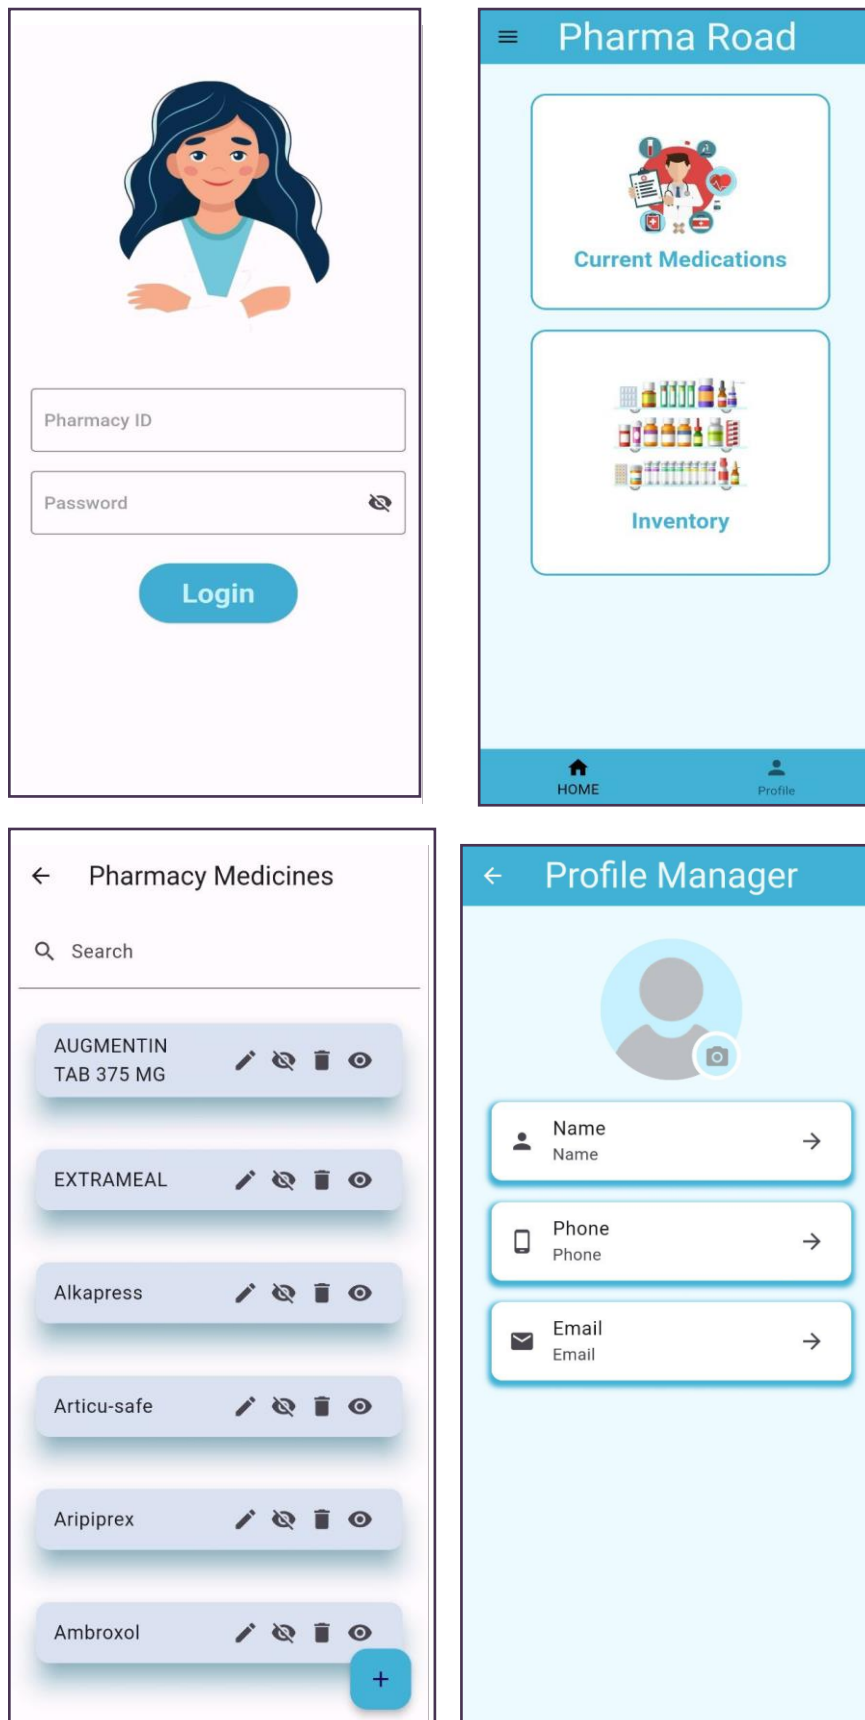 Pharmacy ID
Password
Login
Pharma Road
Current Medications
Inventory
HOME
Profile
Pharmacy Medicines
Search
AUGMENTIN
TAB 375 MG
EXTRAMEAL
Alkapress
Articu-safe
Aripiprex
Ambroxol
+
Profile Manager
Name
Name
Phone
Phone
Email
Email